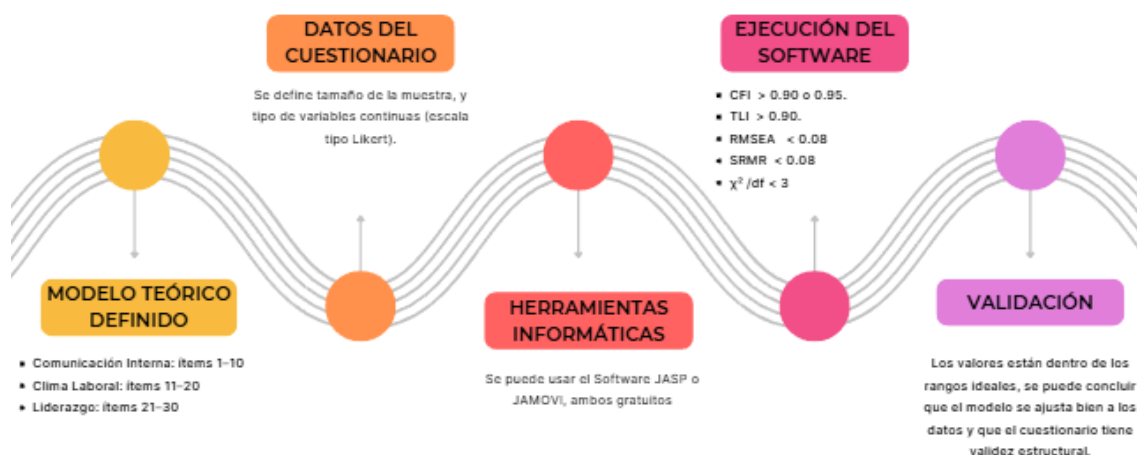 DATOS DEL
CUESTIONARIO
Se define tamaño de la muestra, y
tipo de variables continuas (escala
tipo Likert).
EJECUCIÓN DEL
SOFTWARE
▪ CFI > 0.90 o 0.95.
▪ TLI > 0.90.
▪ RMSEA < 0.08
▪ SRMR < 0.08
▪ χ² /df < 3
MODELO TEÓRICO
DEFINIDO
• Comunicación Interna: ítems 1–10
• Clima Laboral: ítems 11–20
• Liderazgo: ítems 21–30
HERRAMIENTAS
INFORMÁTICAS
Se puede usar el Software JASP o
JAMOVI, ambos gratuitos
VALIDACIÓN
Los valores están dentro de los
rangos ideales, se puede concluir
que el modelo se ajusta bien a los
datos y que el cuestionario tiene
validez estructural.